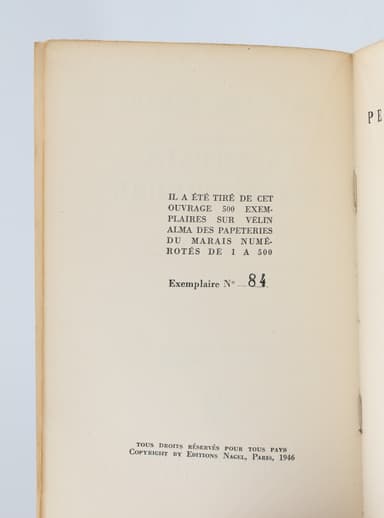 IL A ÉTÉ TIRÉ DE CET
OUVRAGE 500 EXEM-
PLAIRES SUR VELIN
ALMA DES PAPETERIES
DU MARAIS NUMÉ-
ROTÉS DE 1 A 500
Exemplaire N° 84
TOUS DROITS RÉSERVÉS POUR TOUS PAYS
COPYRIGHT BY EDITIONS NAGEL, PARIS, 1946
PE